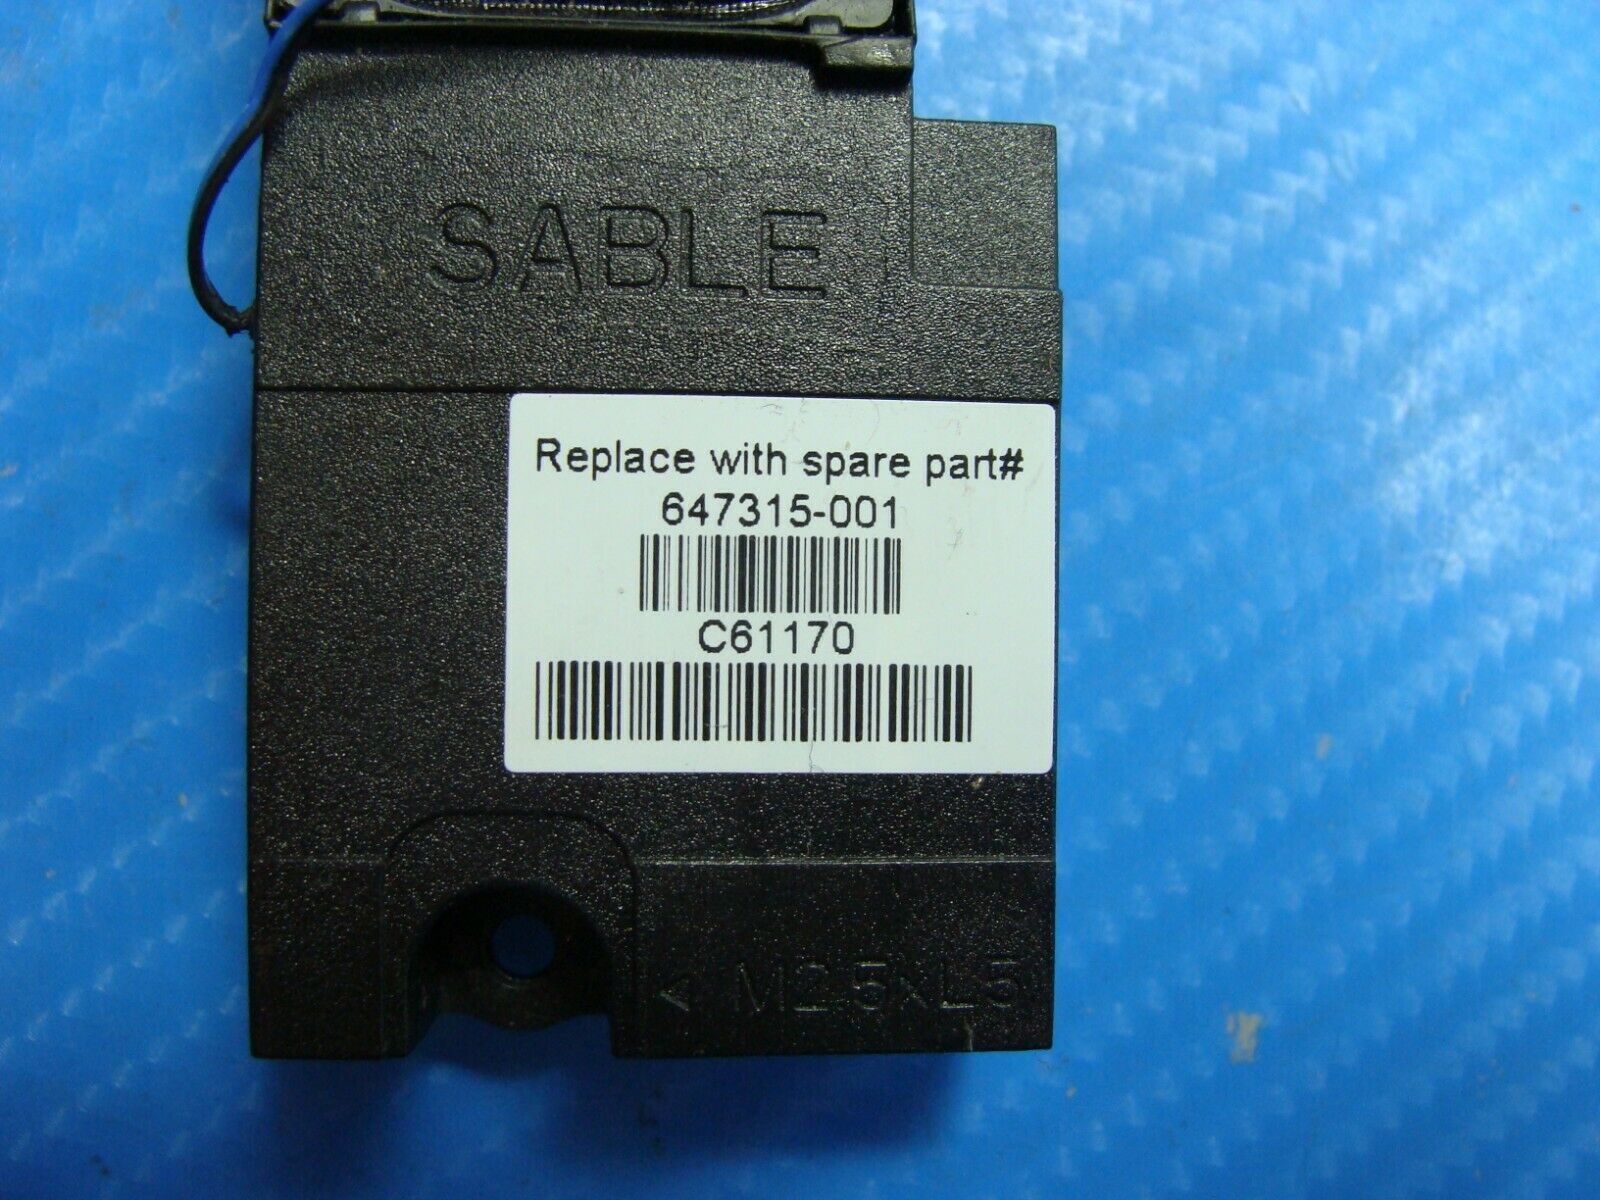 SABLE
Replace with spare part#
647315-001
C61170
< M2.5xL5